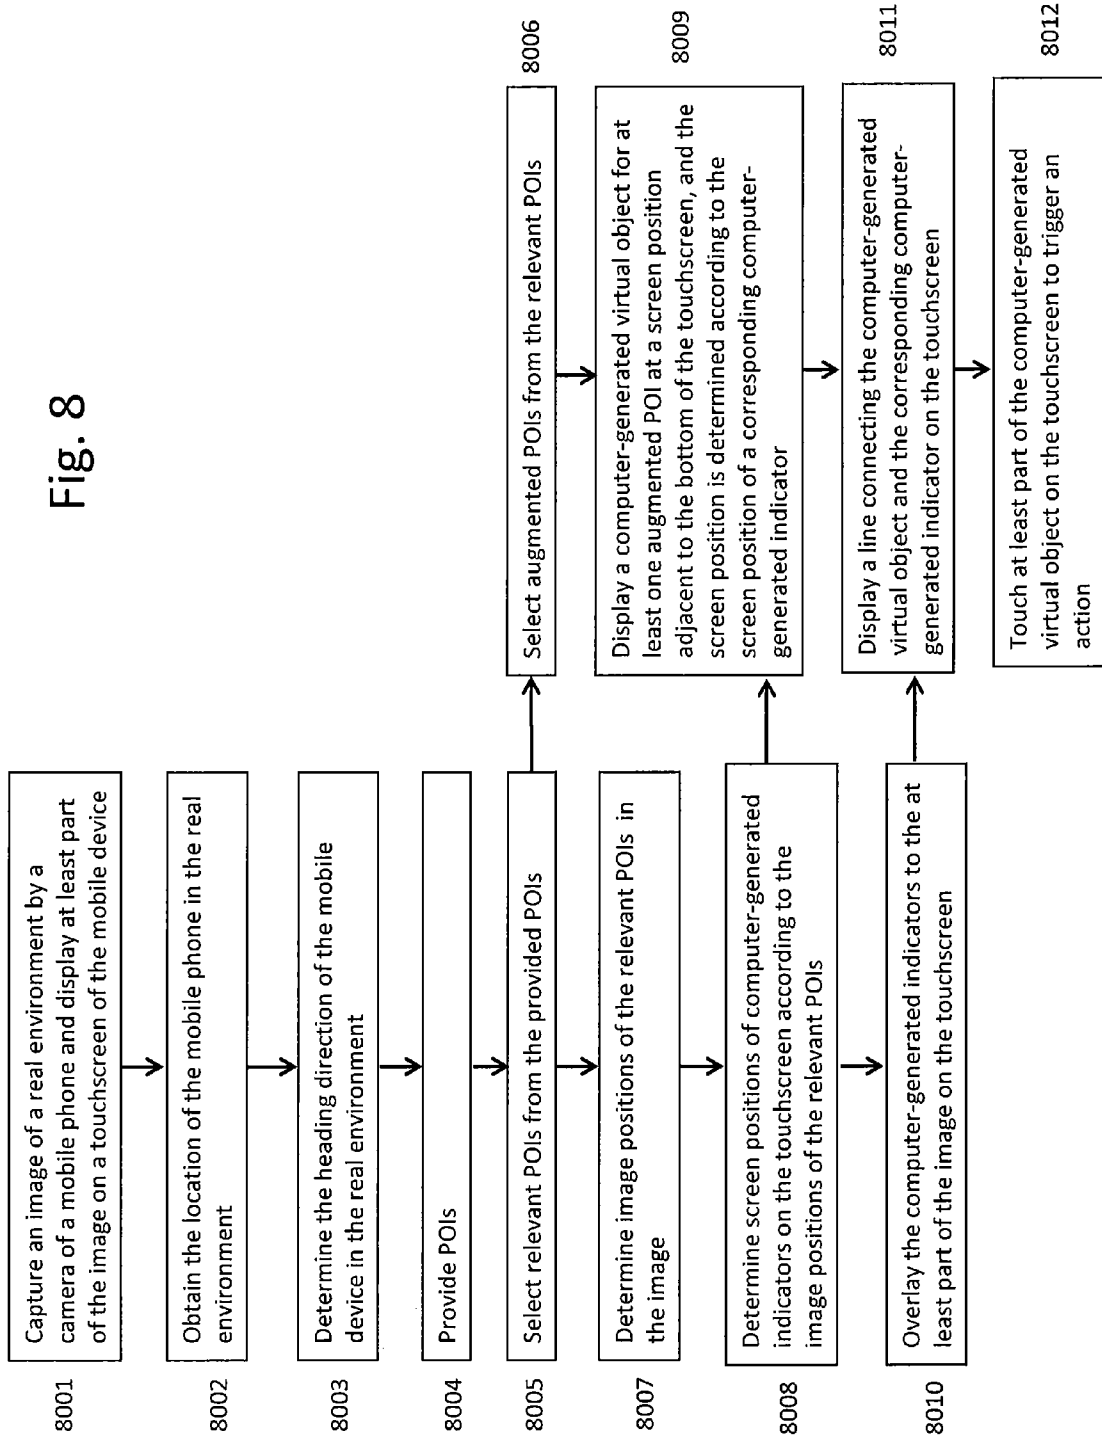 Fig. 8
8001
Capture an image of a real environment by a
camera of a mobile phone and display at least part
of the image on a touchscreen of the mobile device
8002
Obtain the location of the mobile phone in the real
environment
8003
Determine the heading direction of the mobile
device in the real environment
8004
Provide POIs
8005
Select relevant POIs from the provided POIs
8006
Select augmented POIs from the relevant POIs
8007
Determine image positions of the relevant POIs in
the image
8008
Determine screen positions of computer-generated
indicators on the touchscreen according to the
image positions of the relevant POIs
8009
Display a computer-generated virtual object for at
least one augmented POI at a screen position
adjacent to the bottom of the touchscreen, and the
screen position is determined according to the
screen position of a corresponding computer-
generated indicator
8010
Overlay the computer-generated indicators to the at
least part of the image on the touchscreen
8011
Display a line connecting the computer-generated
virtual object and the corresponding computer-
generated indicator on the touchscreen
8012
Touch at least part of the computer-generated
virtual object on the touchscreen to trigger an
action